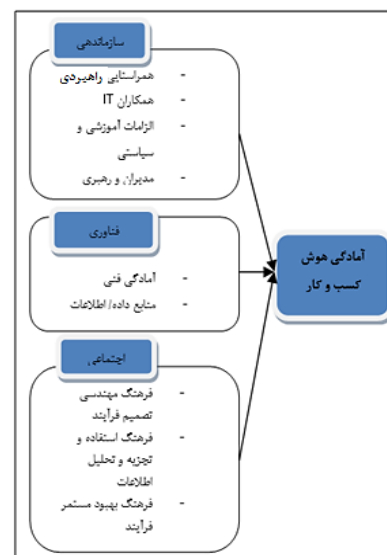 سازماندهی
- همراستایی راهبردی
- همکاران IT
- الزامات آموزشی و
سیاستی
- مدیران و رهبری
فناوری
- آمادگی فنی
- منابع داده/ اطلاعات
آمادگی هوش
کسب و کار
اجتماعی
- فرهنگ مهندسی
تصمیم فرآیند
- فرهنگ استفاده و
تجزیه و تحلیل
اطلاعات
- فرهنگ بهبود مستمر
فرآیند